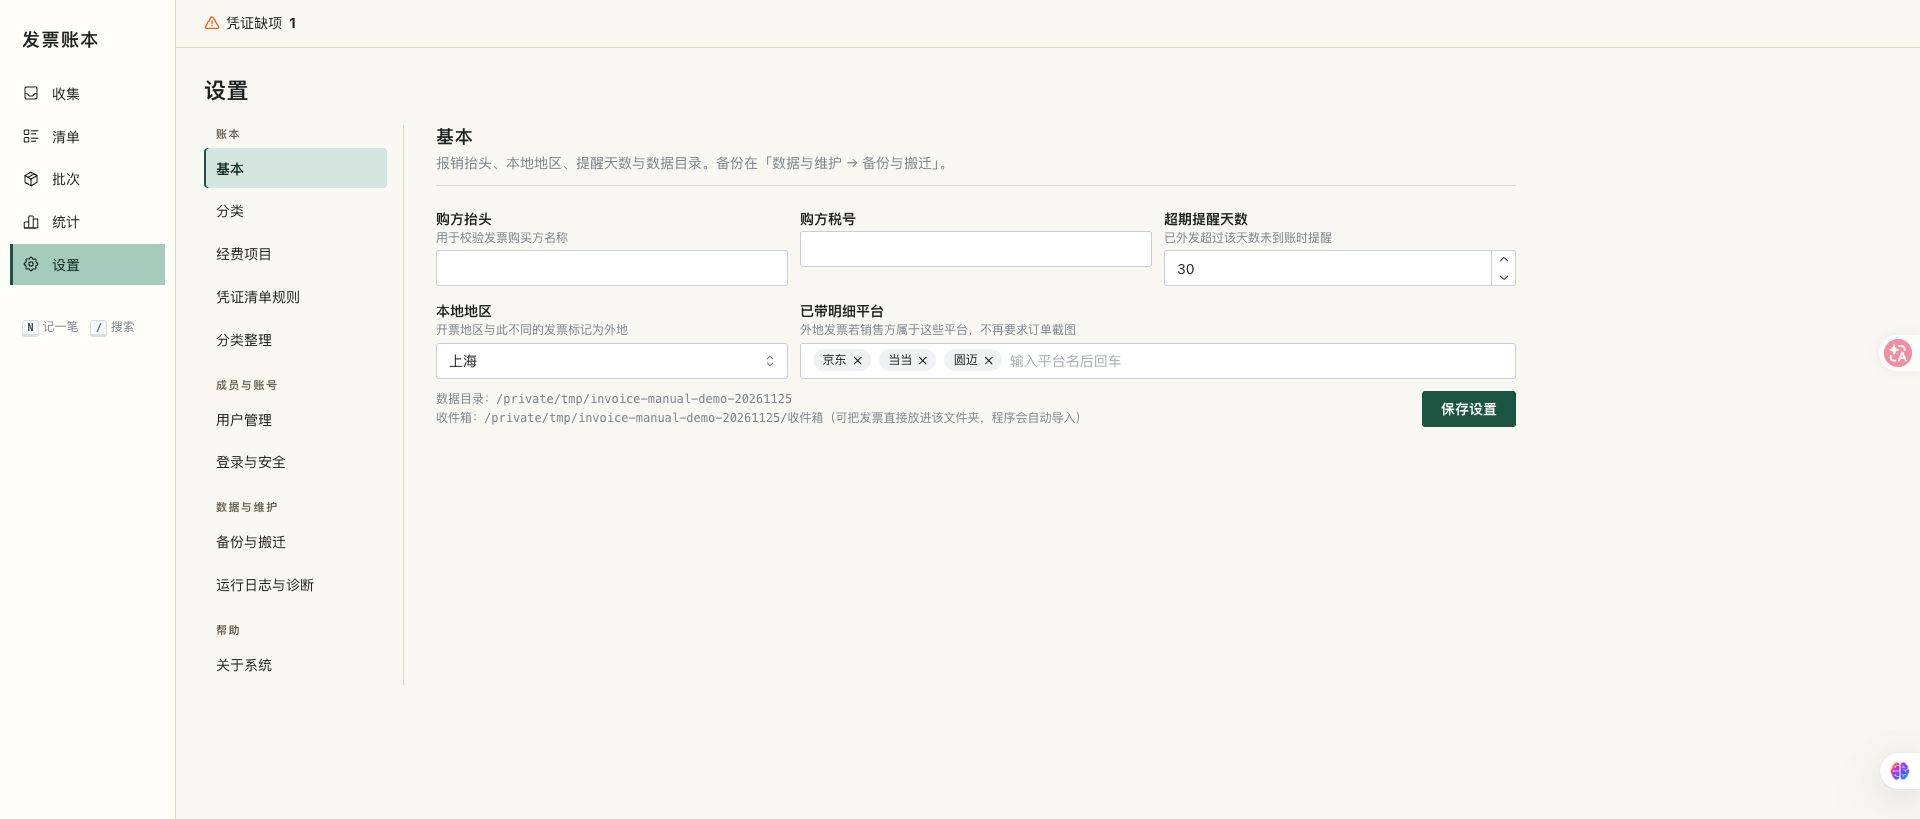 发票账本
收集
清单
批次
统计
设置
N 记一笔 / 搜索
凭证缺项 1
设置
账本
基本
分类
经费项目
凭证清单规则
分类整理
成员与账号
用户管理
登录与安全
数据与维护
备份与搬迁
运行日志与诊断
帮助
关于系统
基本
报销抬头、本地地区、提醒天数与数据目录。备份在「数据与维护 → 备份与搬迁」。
购方抬头
用于校验发票购买方名称
购方税号
超期提醒天数
已外发超过该天数未到账时提醒
30
本地地区
开票地区与此不同的发票标记为外地
上海
已带明细平台
外地发票若销售方属于这些平台，不再要求订单截图
京东 × 当当 × 圆迈 × 输入平台名后回车
数据目录：/private/tmp/invoice-manual-demo-20261125
收件箱：/private/tmp/invoice-manual-demo-20261125/收件箱（可把发票直接放进该文件夹，程序会自动导入）
保存设置